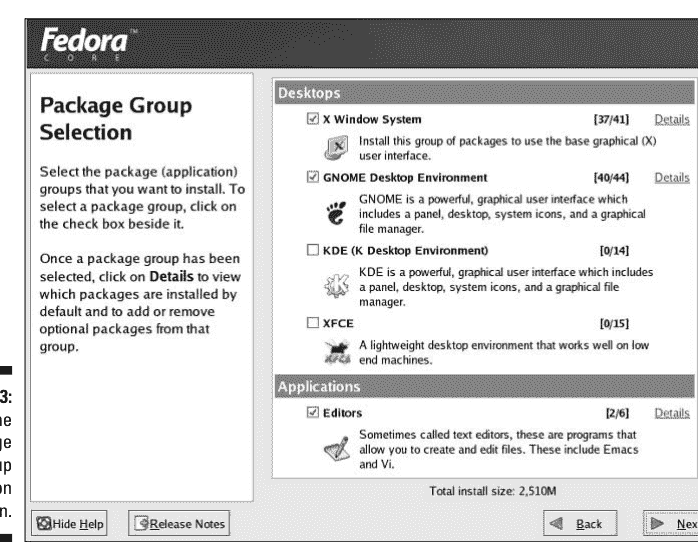 Fedora™
CORE
Package Group
Selection
Select the package (application)
groups that you want to install. To
select a package group, click on
the check box beside it.
Once a package group has been
selected, click on Details to view
which packages are installed by
default and to add or remove
optional packages from that
group.
Desktops
X Window System [37/41] Details
Install this group of packages to use the base graphical (X)
user interface.
GNOME Desktop Environment [40/44] Details
GNOME is a powerful, graphical user interface which
includes a panel, desktop, system icons, and a graphical
file manager.
KDE (K Desktop Environment) [0/14]
KDE is a powerful, graphical user interface which includes
a panel, desktop, system icons, and a graphical file
manager.
XFCE [0/15]
XFCE
A lightweight desktop environment that works well on low
end machines.
Applications
Editors [2/6] Details
Sometimes called text editors, these are programs that
allow you to create and edit files. These include Emacs
and Vi.
Total install size: 2,510M
Hide Help Release Notes Back Nex
3:
ne
ge
up
on
n.